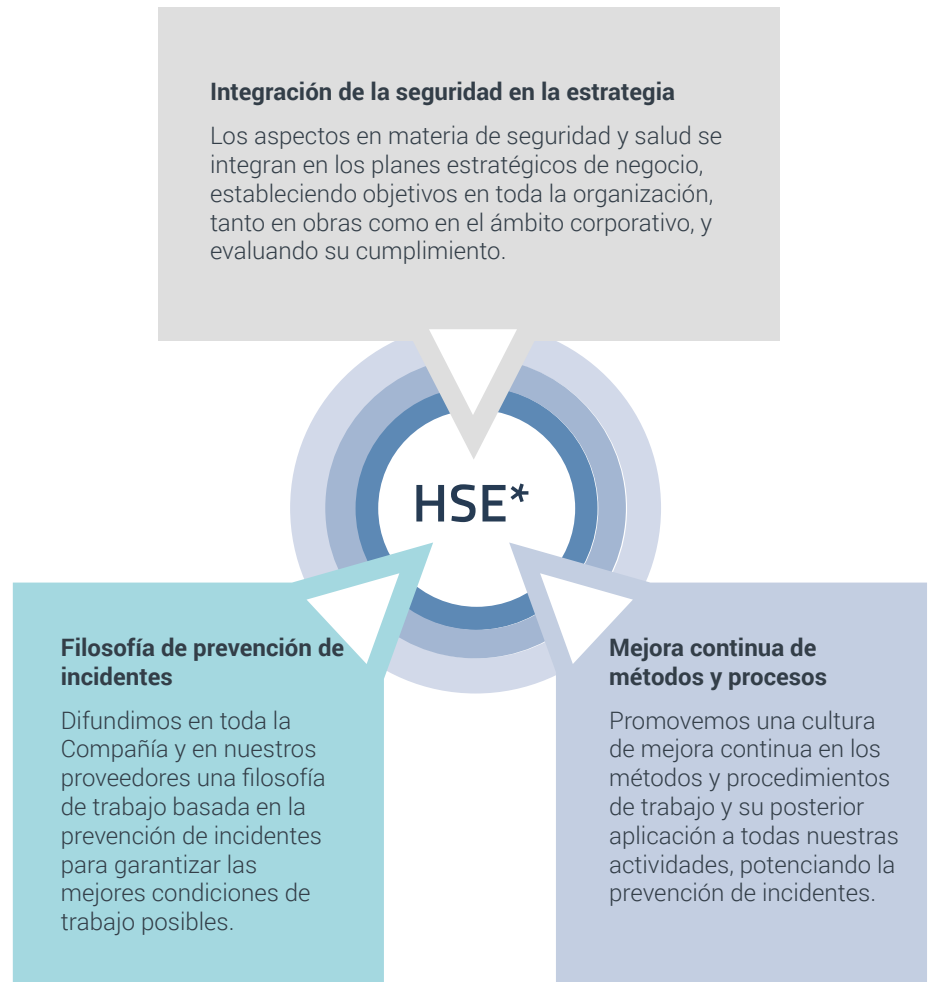 Integración de la seguridad en la estrategia
Los aspectos en materia de seguridad y salud se
integran en los planes estratégicos de negocio,
estableciendo objetivos en toda la organización,
tanto en obras como en el ámbito corporativo, y
evaluando su cumplimiento.
HSE*
Filosofía de prevención de
incidentes
Difundimos en toda la
Compañía y en nuestros
proveedores una filosofía
de trabajo basada en la
prevención de incidentes
para garantizar las
mejores condiciones de
trabajo posibles.
Mejora continua de
métodos y procesos
Promovemos una cultura
de mejora continua en los
métodos y procedimientos
de trabajo y su posterior
aplicación a todas nuestras
actividades, potenciando la
prevención de incidentes.